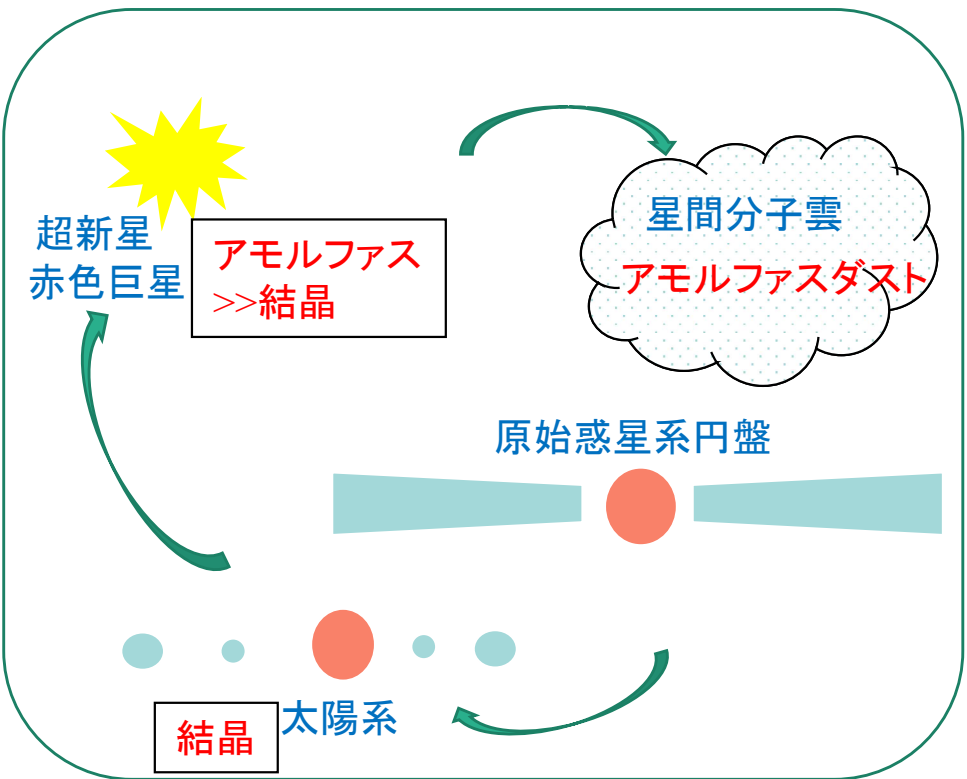 超新星
赤色巨星
アモルファス
>>結晶
星間分子雲
アモルファスダスト
原始惑星系円盤
太陽系
結晶